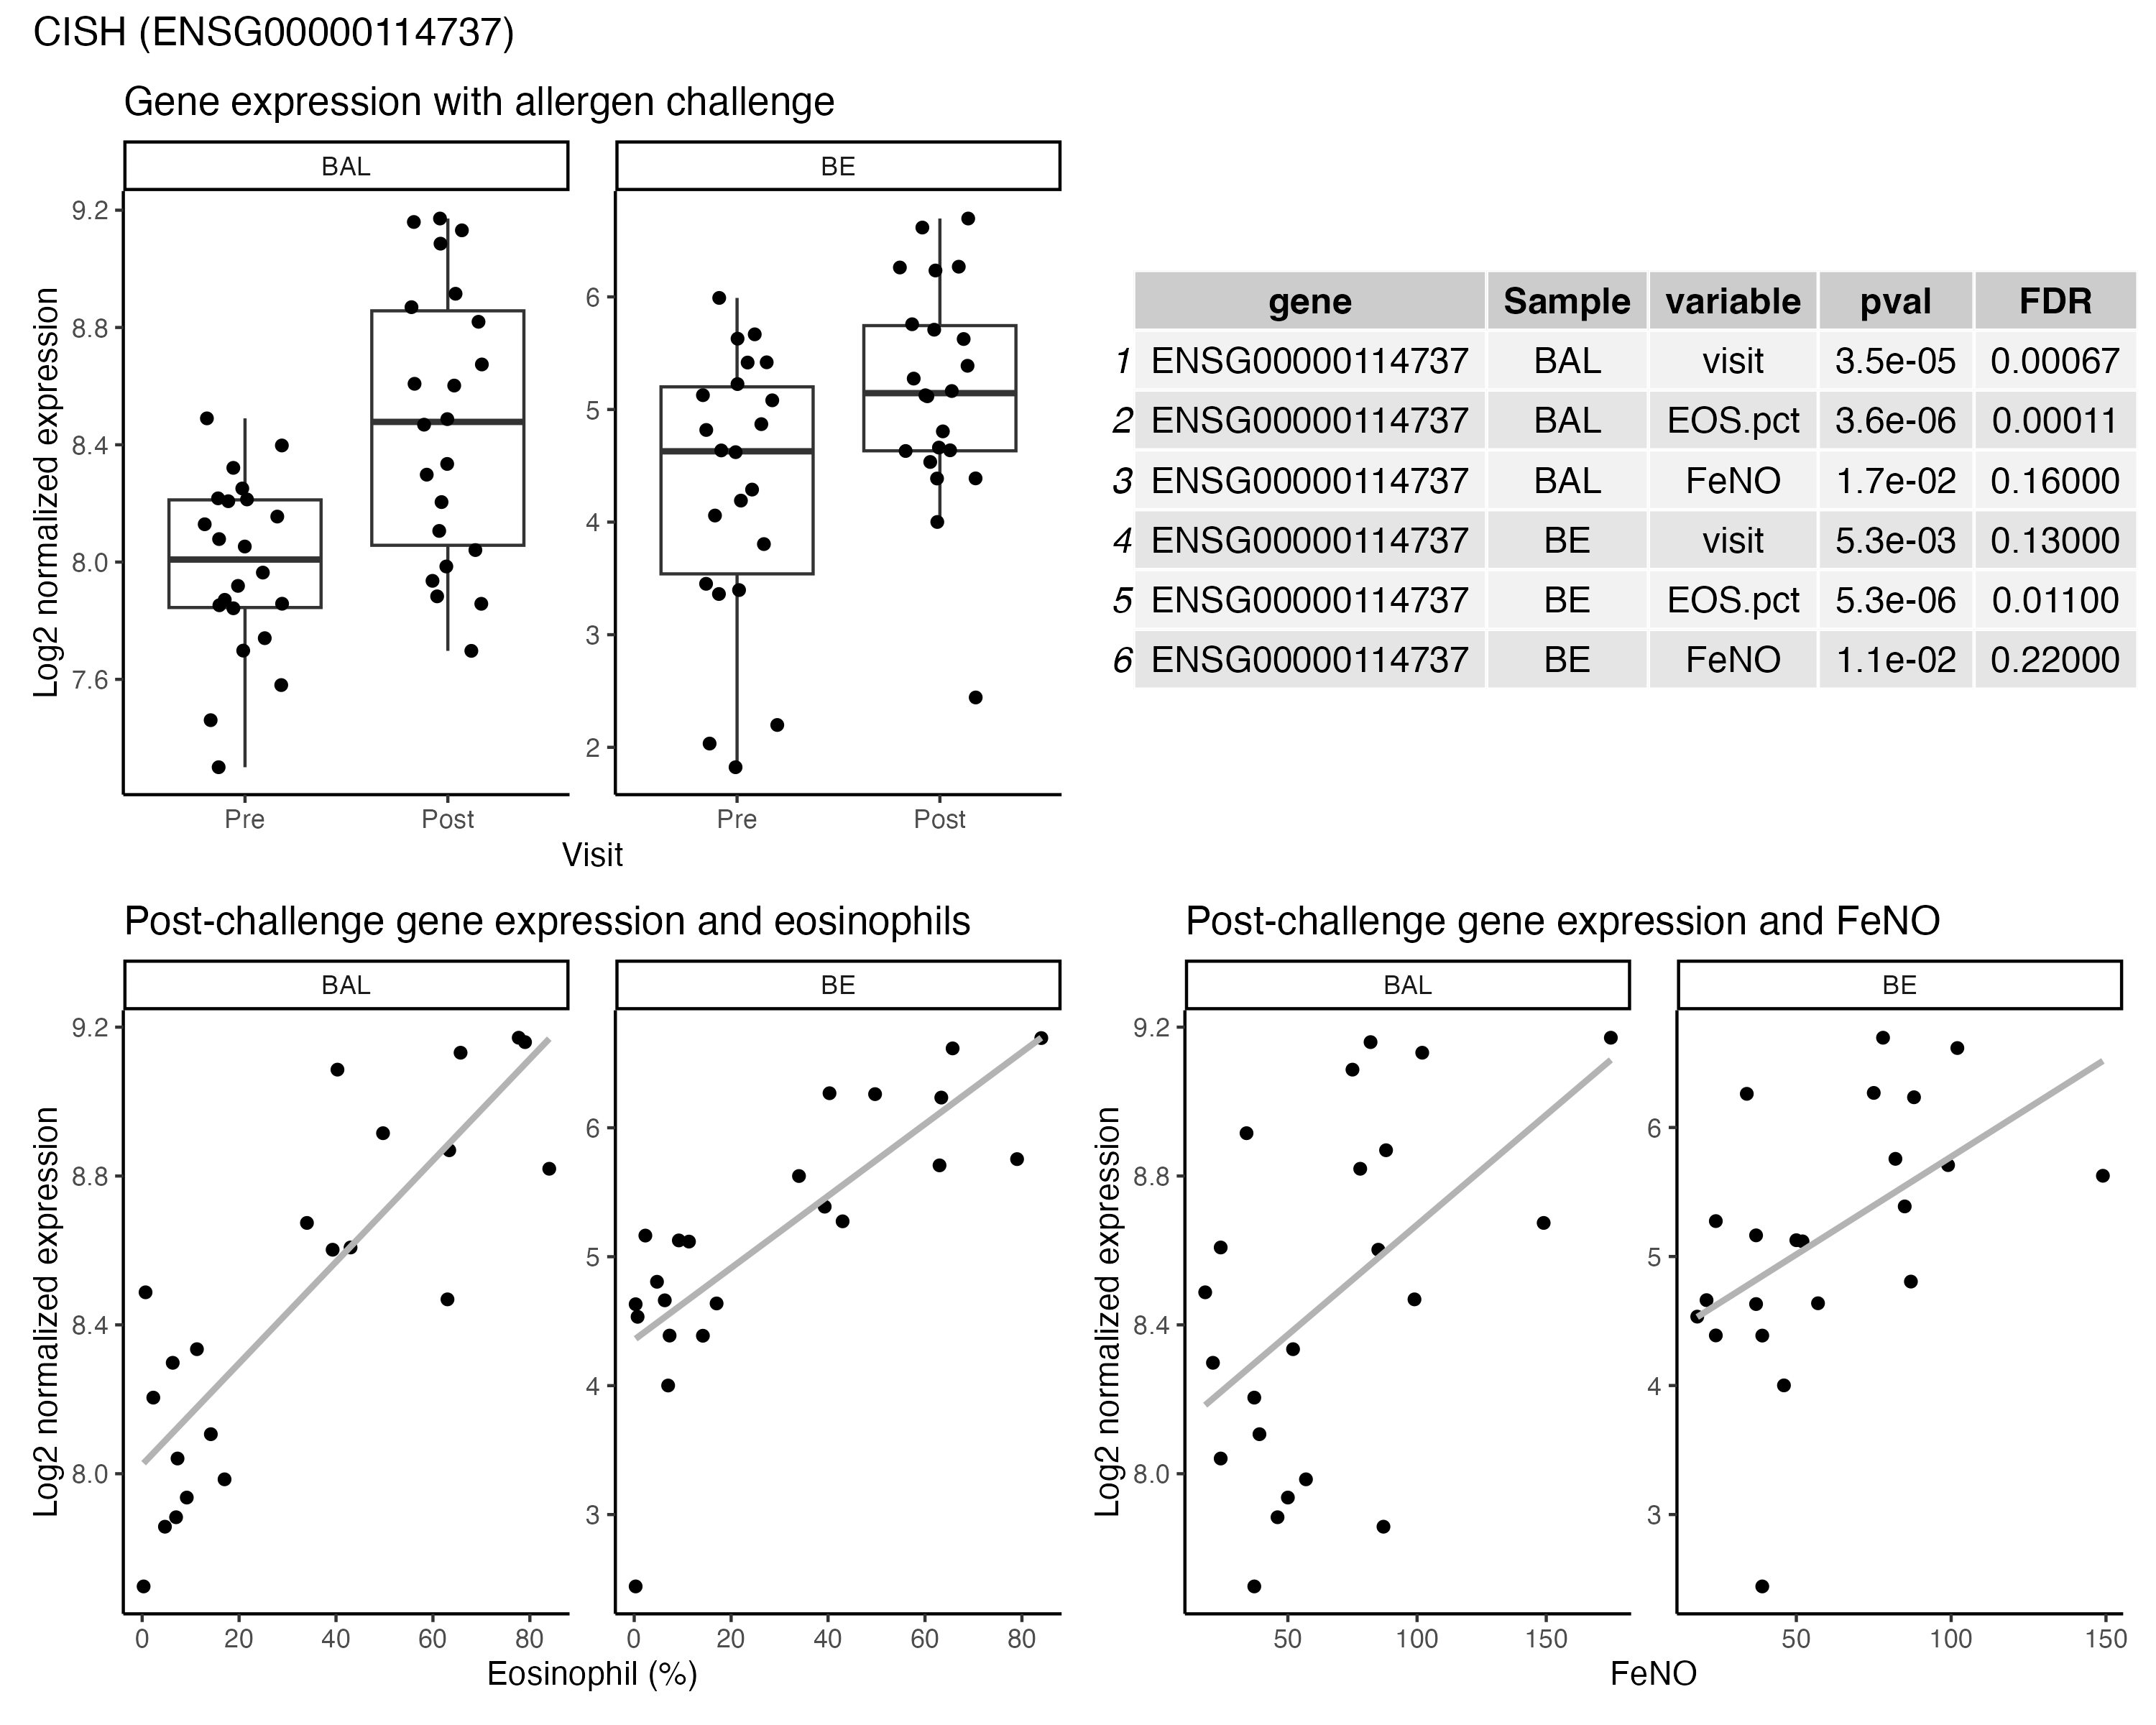 CISH (ENSG00000114737)
Gene expression with allergen challenge
BAL
BE
Log2 normalized expression
9.2
8.8
8.4
8.0
7.6
6
5
4
3
2
Pre
Post
Pre
Post
Visit
gene Sample variable pval FDR
1 ENSG00000114737 BAL visit 3.5e-05 0.00067
2 ENSG00000114737 BAL EOS.pct 3.6e-06 0.00011
3 ENSG00000114737 BAL FeNO 1.7e-02 0.16000
4 ENSG00000114737 BE visit 5.3e-03 0.13000
5 ENSG00000114737 BE EOS.pct 5.3e-06 0.01100
6 ENSG00000114737 BE FeNO 1.1e-02 0.22000
Post-challenge gene expression and eosinophils
BAL
BE
Log2 normalized expression
9.2
8.8
8.4
8.0
6
5
4
3
0 20 40 60 80
0 20 40 60 80
Eosinophil (%)
Post-challenge gene expression and FeNO
BAL
BE
Log2 normalized expression
9.2
8.8
8.4
8.0
6
5
4
3
50 100 150
50 100 150
FeNO